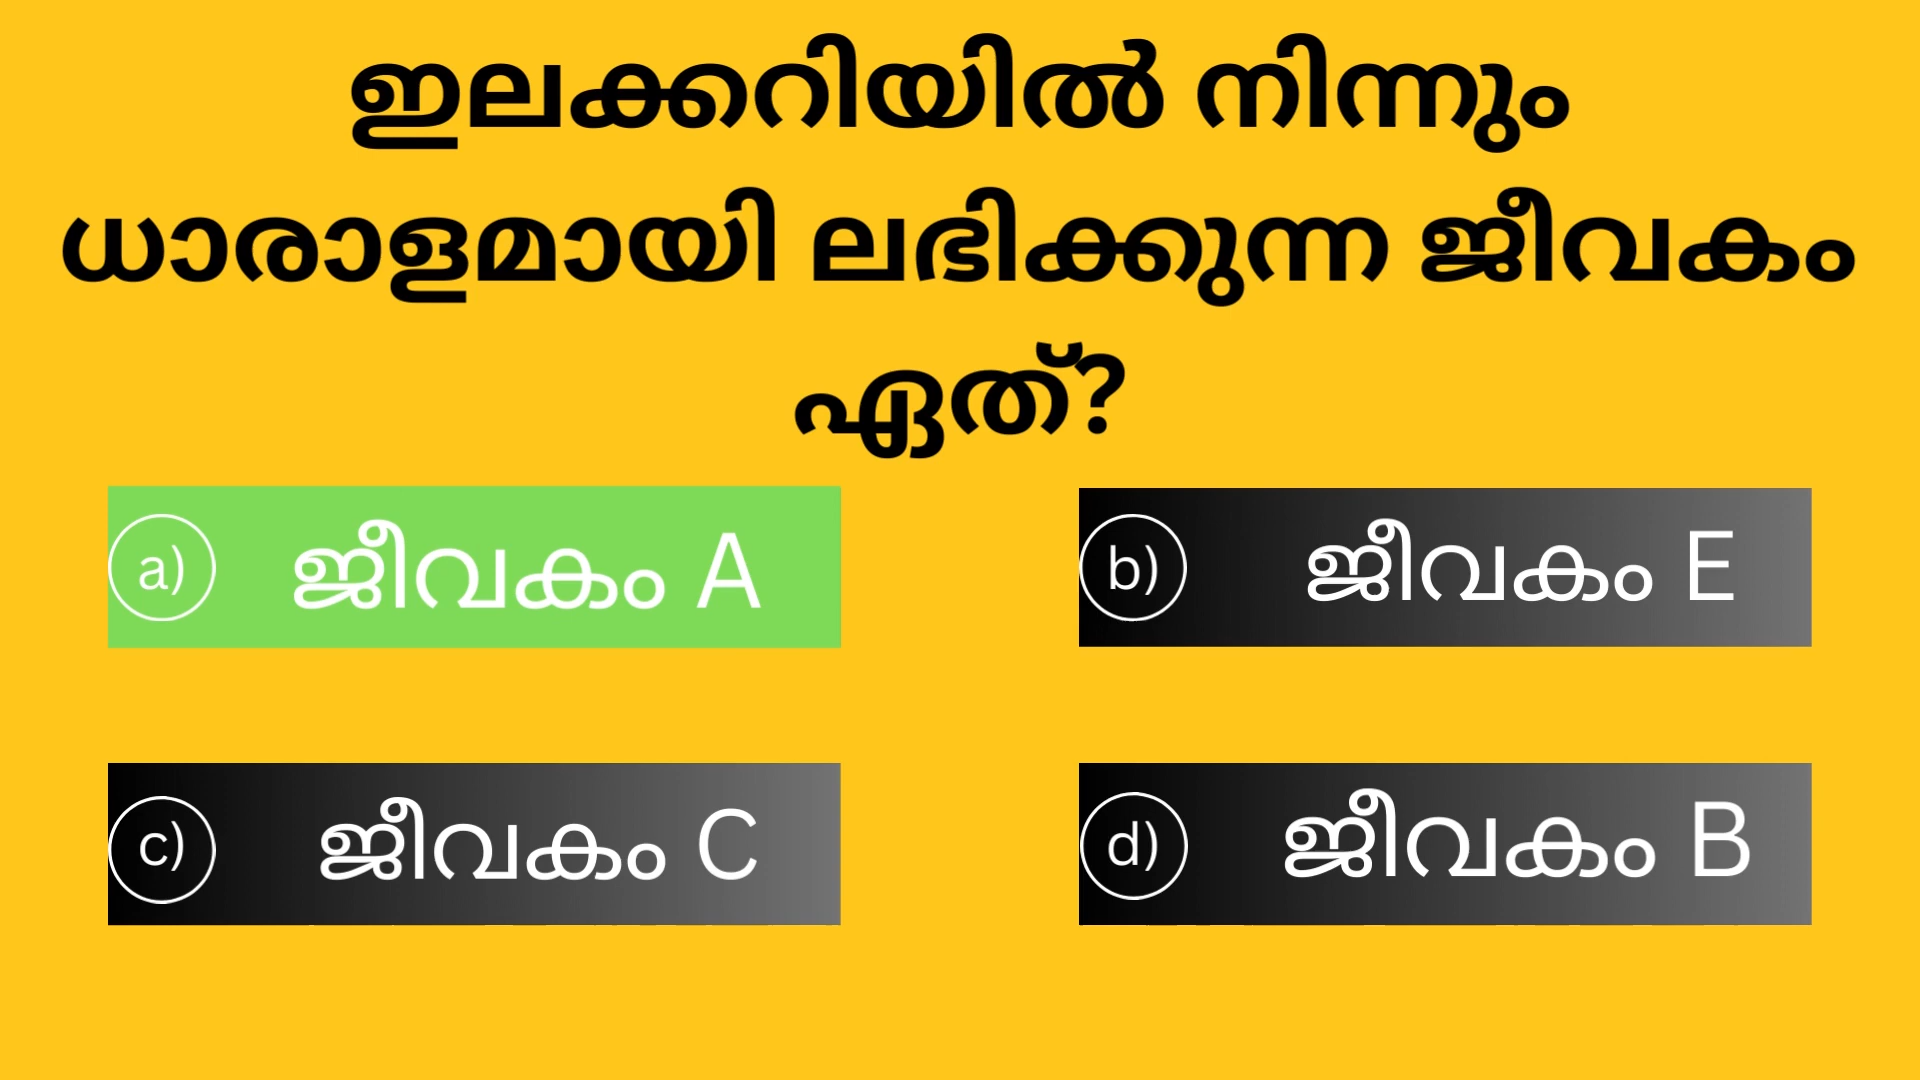 ഇലക്കറിയിൽ നിന്നും
ധാരാളമായി ലഭിക്കുന്ന ജീവകം
ഏത്?
a) ജീവകം A
b) ജീവകം E
c) ജീവകം C
d) ജീവകം B